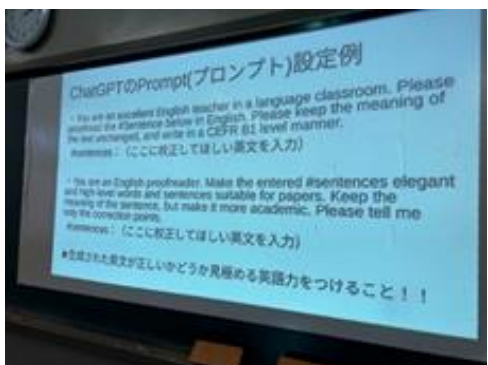 ChatGPTのPrompt(プロンプト)設定例
・You are an excellent English teacher in a language classroom. Please
proofread the #Sentence below in English. Please keep the meaning of
the text unchanged, and write in a CEFR B1 level manner.
#sentences：（ここに校正してほしい英文を入力）
・You are an English proofreader. Make the entered #sentences elegant
and high-level words and sentences suitable for papers. Keep the
meaning of the sentence, but make it more academic. Please tell me
only the correction points.
#sentences：（ここに校正してほしい英文を入力）
★生成された英文が正しいかどうか見極める英語力をつけること！！